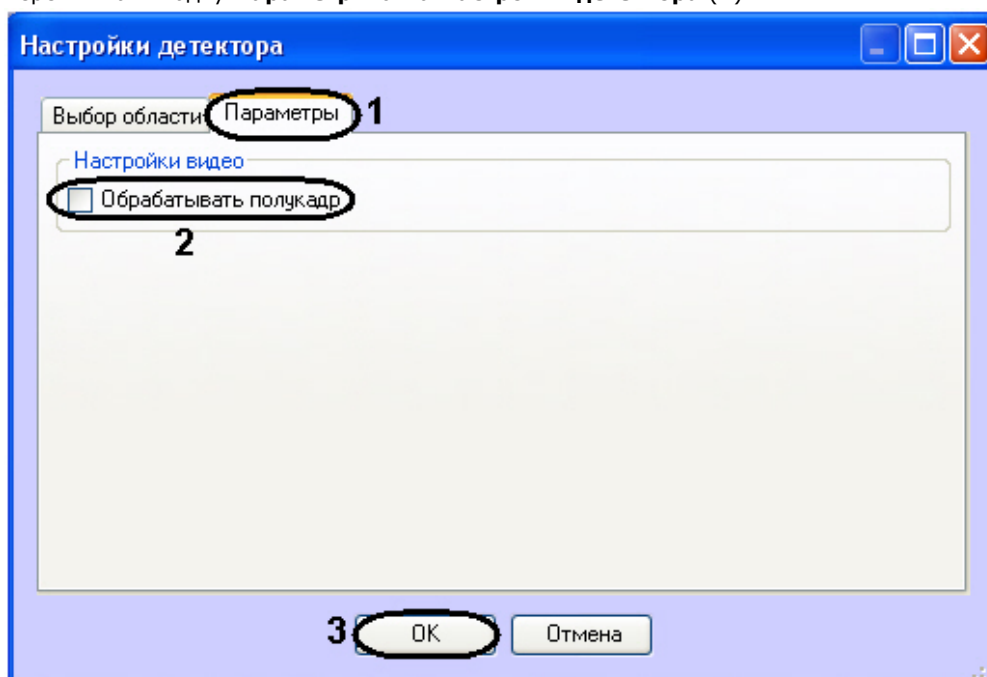 Настройки детектора
Выбор области Параметры 1
Настройки видео
Обрабатывать полукадр
2
3 OK Отмена